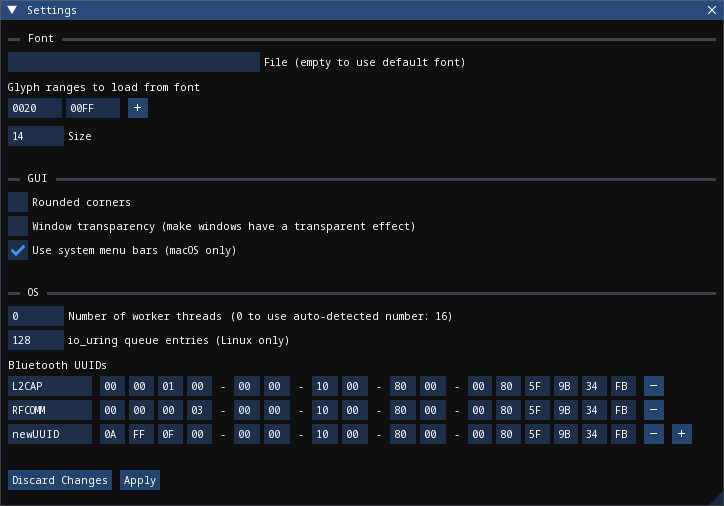 Settings
Font
File (empty to use default font)
Glyph ranges to load from font
0020 00FF +
14 Size
GUI
Rounded corners
Window transparency (make windows have a transparent effect)
Use system menu bars (macOS only)
OS
0 Number of worker threads (0 to use auto-detected number: 16)
128 io_uring queue entries (Linux only)
Bluetooth UUIDs
L2CAP 00 00 01 00 - 00 00 - 10 00 - 80 00 - 00 80 5F 9B 34 FB −
RFCOMM 00 00 00 03 - 00 00 - 10 00 - 80 00 - 00 80 5F 9B 34 FB −
newUUID 0A FF 0F 00 - 00 00 - 10 00 - 80 00 - 00 80 5F 9B 34 FB − +
Discard Changes Apply